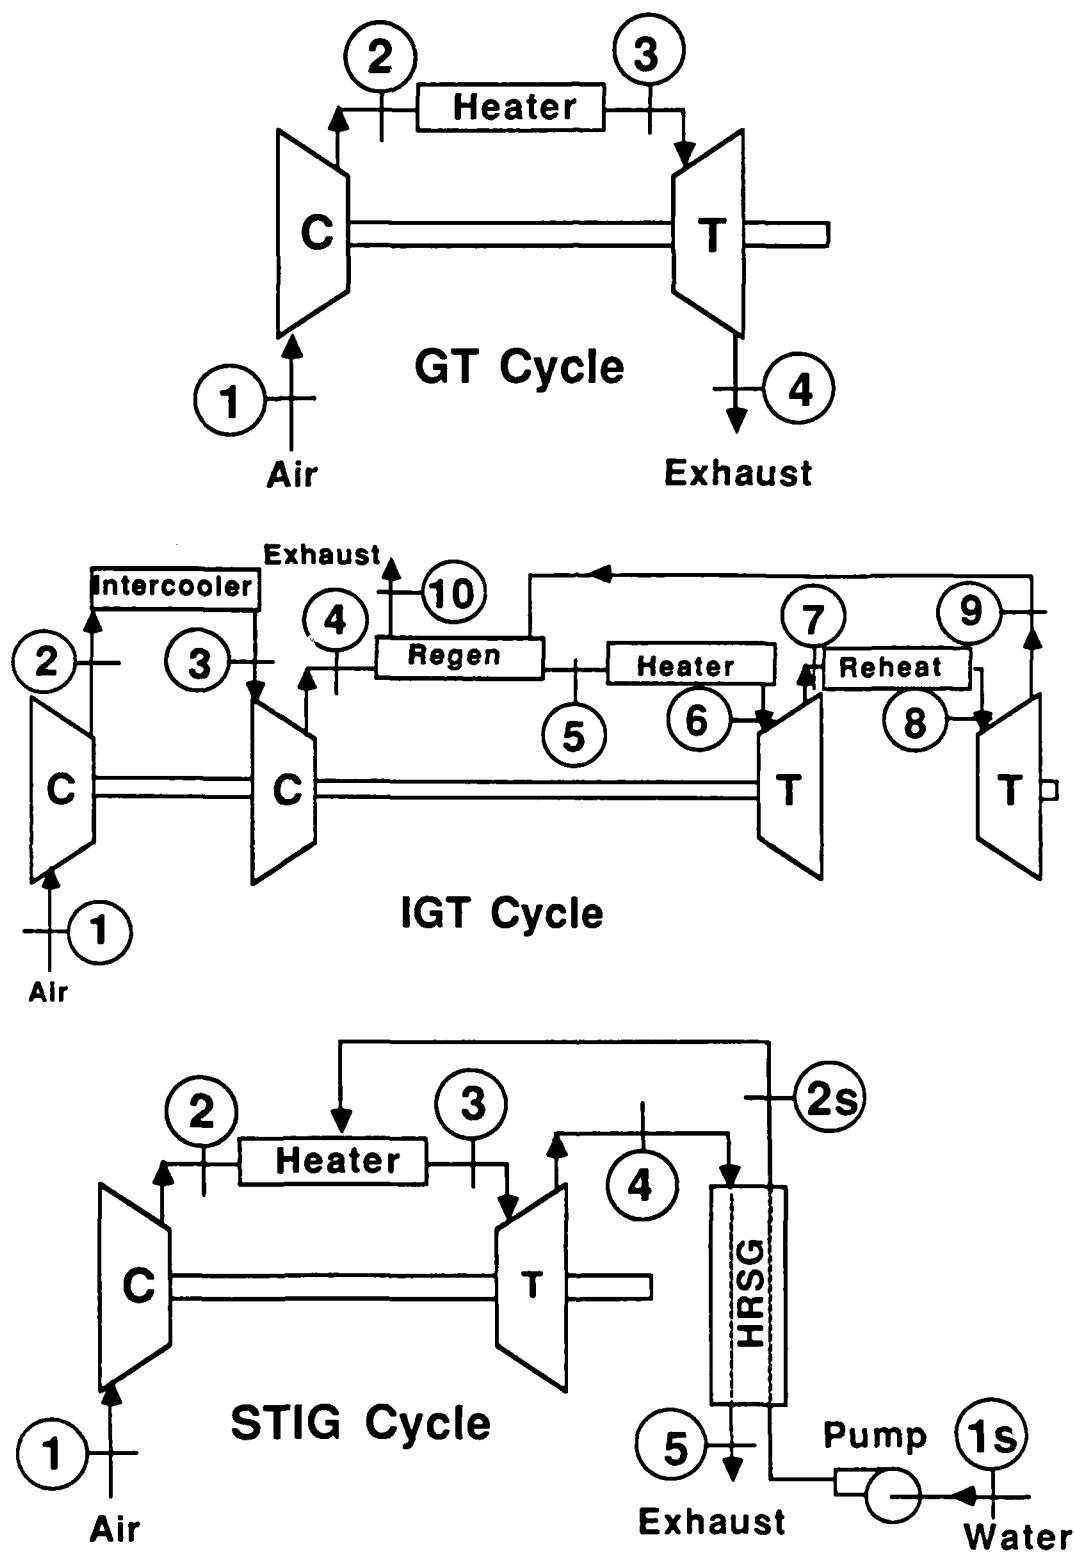 2
3
Heater
C
T
GT Cycle
1
4
Air
Exhaust
Exhaust
Intercooler
10
4
7
9
2
3
Regen
Heater
Reheat
5
6
8
C
C
T
T
IGT Cycle
1
Air
2
3
2s
Heater
4
C
T
HRSG
STIG Cycle
1
5
Pump
1s
Air
Exhaust
Water